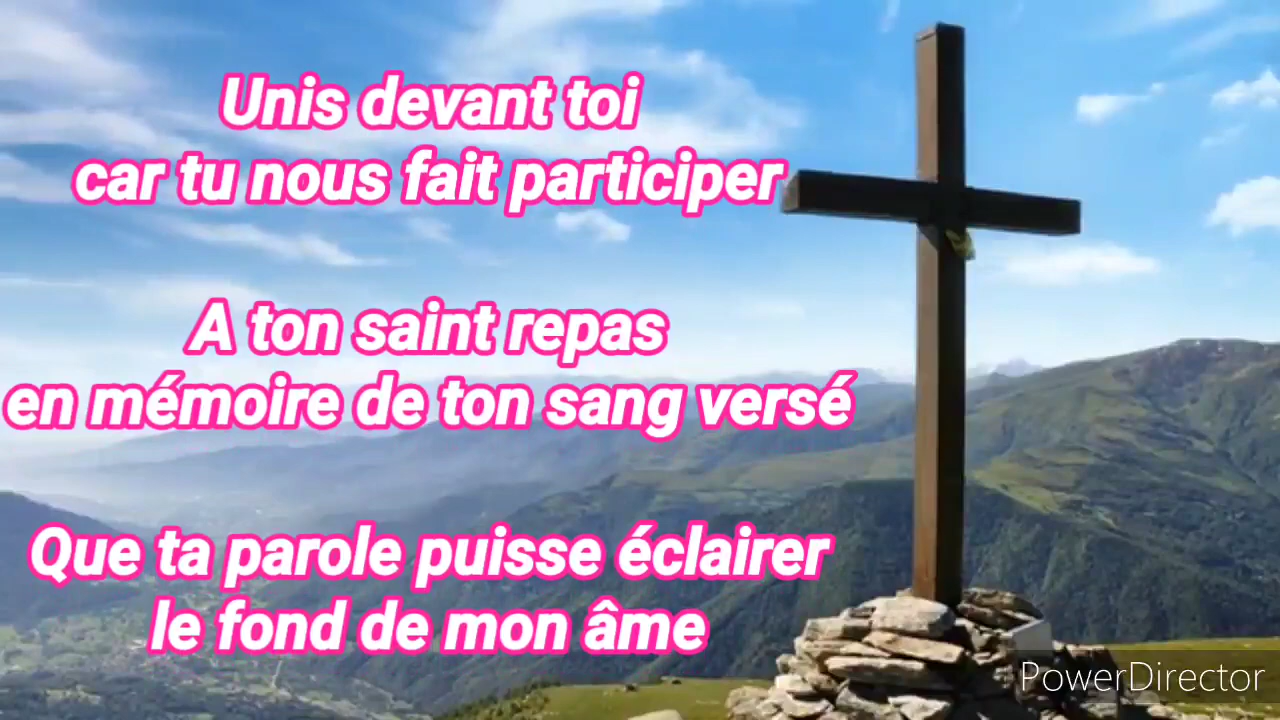 Unis devant toi
car tu nous fait participer
A ton saint repas
en mémoire de ton sang versé
Que ta parole puisse éclairer
le fond de mon âme
PowerDirector